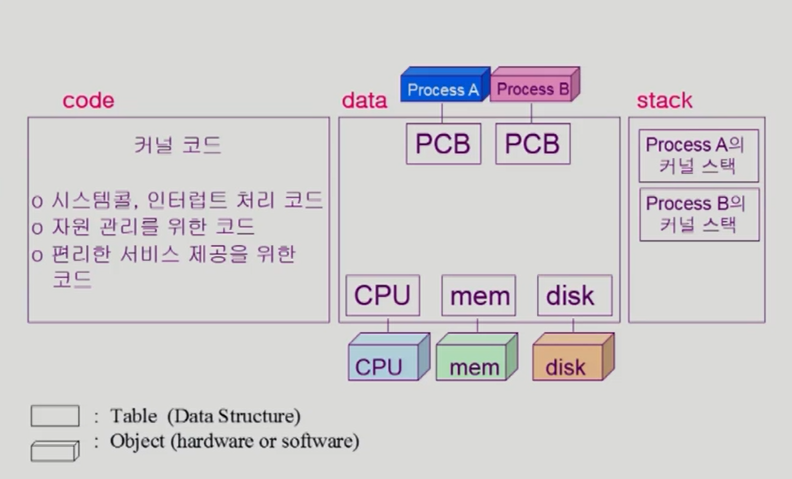 code
커널 코드
o 시스템콜, 인터럽트 처리 코드
o 자원 관리를 위한 코드
o 편리한 서비스 제공을 위한
코드
data
Process A
Process B
PCB
PCB
CPU
mem
disk
CPU
mem
disk
stack
Process A의
커널 스택
Process B의
커널 스택
: Table (Data Structure)
: Object (hardware or software)